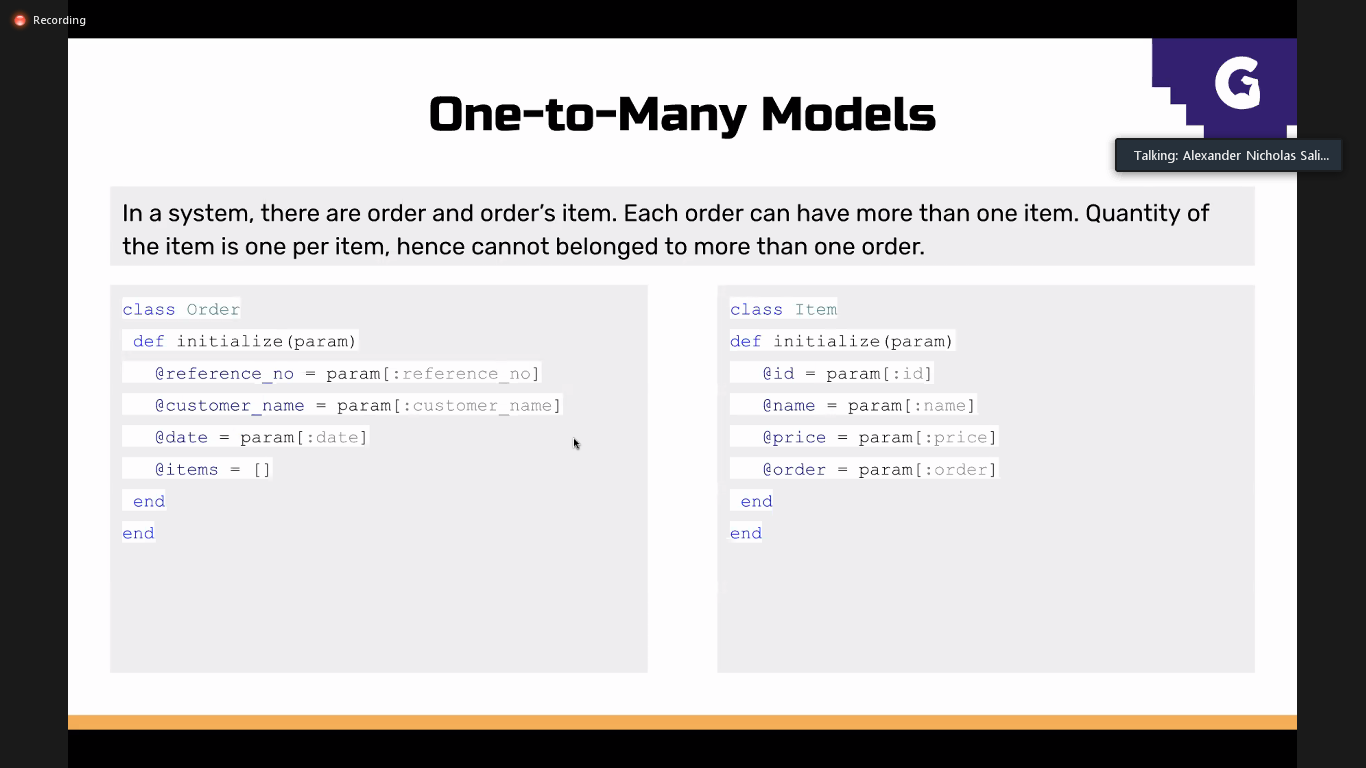 Recording
G
One-to-Many Models
Talking: Alexander Nicholas Sali...
In a system, there are order and order’s item. Each order can have more than one item. Quantity of
the item is one per item, hence cannot belonged to more than one order.
class Order
 def initialize(param)
   @reference_no = param[:reference_no]
   @customer_name = param[:customer_name]
   @date = param[:date]
   @items = []
 end
end
class Item
def initialize(param)
   @id = param[:id]
   @name = param[:name]
   @price = param[:price]
   @order = param[:order]
 end
end